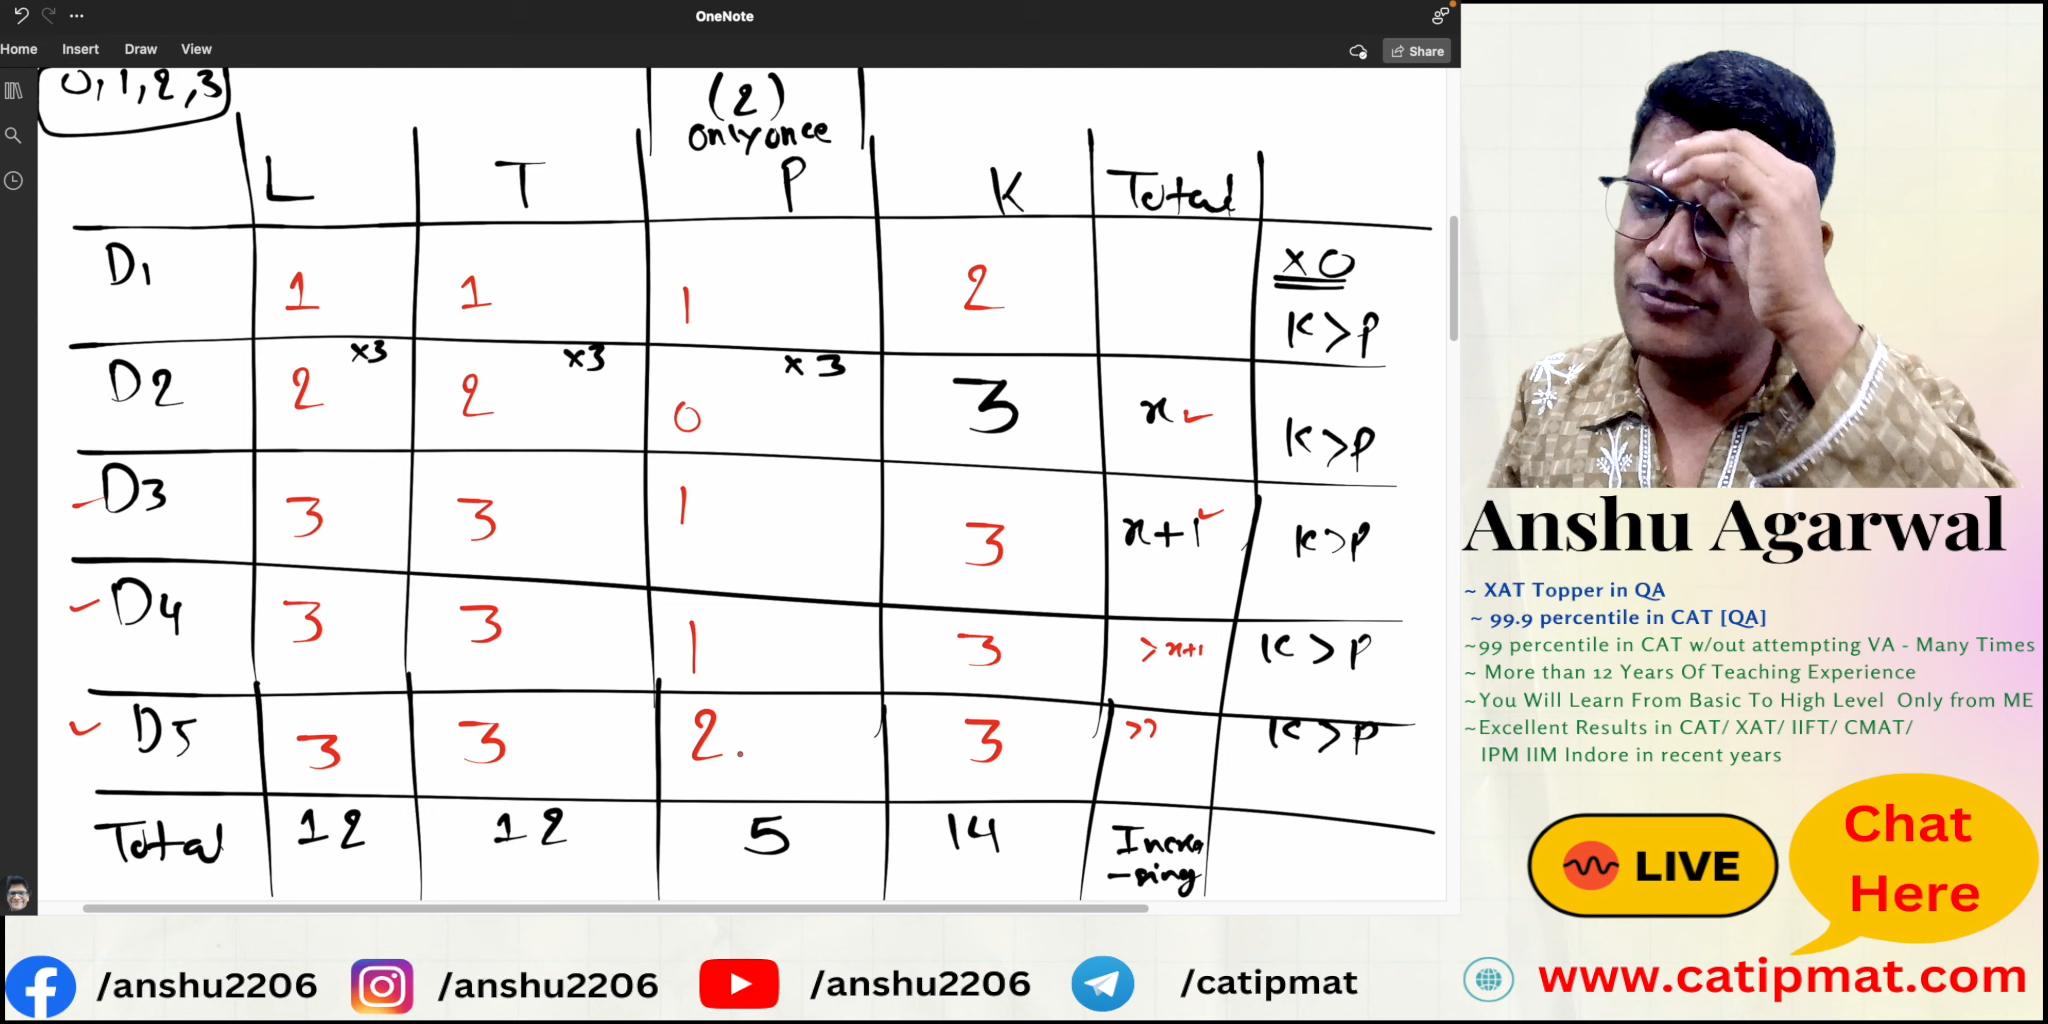 OneNote
Home Insert Draw View
Share
0, 1, 2, 3
(2)
only once
L T P K Total
D1 1 1 1 2 x 0
K > P
D2 2 x3 2 x3 0 x 3 3 x K > P
D3 3 3 1 3 x+1 K > P
D4 3 3 1 3 > x+1 K > P
D5 3 3 2. 3 >> K > P
Total 12 12 5 14 Increa
-sing
Anshu Agarwal
~ XAT Topper in QA
~ 99.9 percentile in CAT [QA]
~99 percentile in CAT w/out attempting VA - Many Times
~ More than 12 Years Of Teaching Experience
~You Will Learn From Basic To High Level Only from ME
~Excellent Results in CAT/ XAT/ IIFT/ CMAT/
IPM IIM Indore in recent years
LIVE
Chat
Here
/anshu2206 /anshu2206 /anshu2206 /catipmat www.catipmat.com